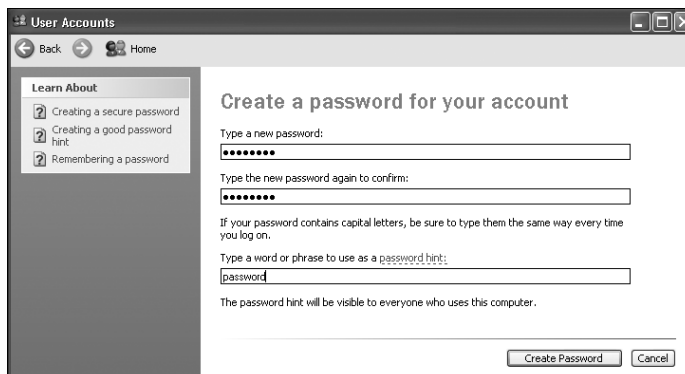 User Accounts
Back Home
Learn About
Creating a secure password
Creating a good password
hint
Remembering a password
Create a password for your account
Type a new password:
••••••••
Type the new password again to confirm:
••••••••
If your password contains capital letters, be sure to type them the same way every time
you log on.
Type a word or phrase to use as a password hint:
password
The password hint will be visible to everyone who uses this computer.
Create Password Cancel